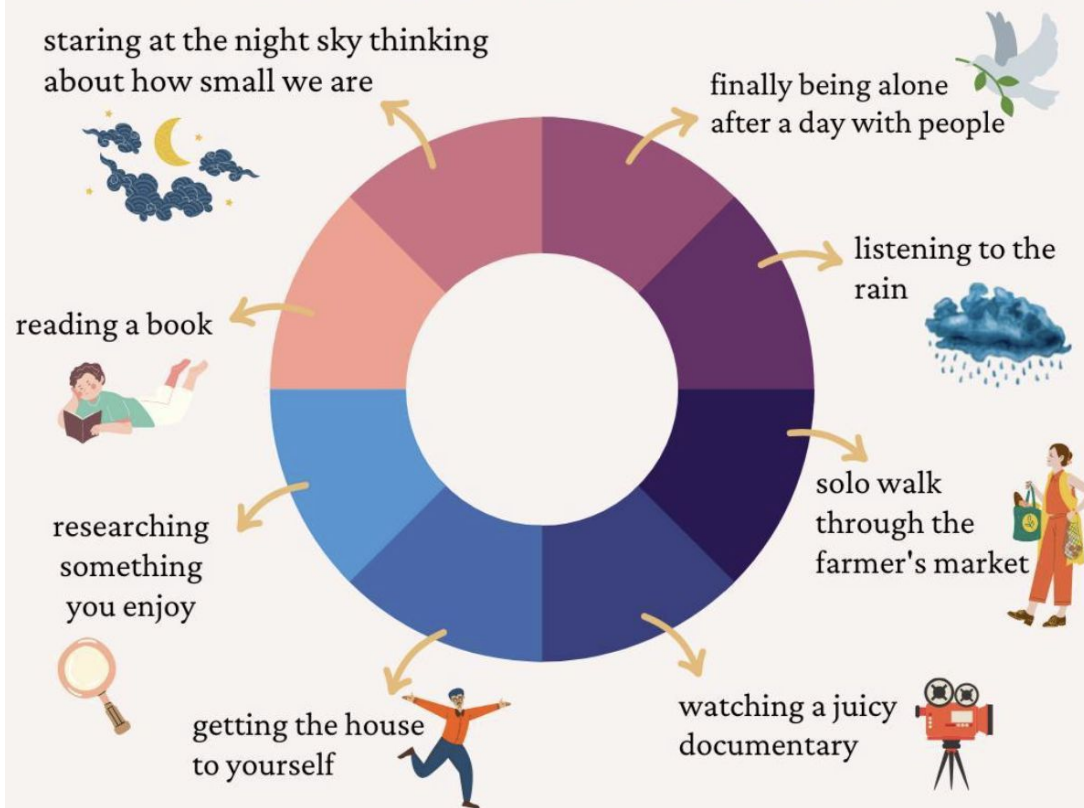 staring at the night sky thinking
about how small we are
finally being alone
after a day with people
listening to the
rain
solo walk
through the
farmer's market
watching a juicy
documentary
getting the house
to yourself
researching
something
you enjoy
reading a book